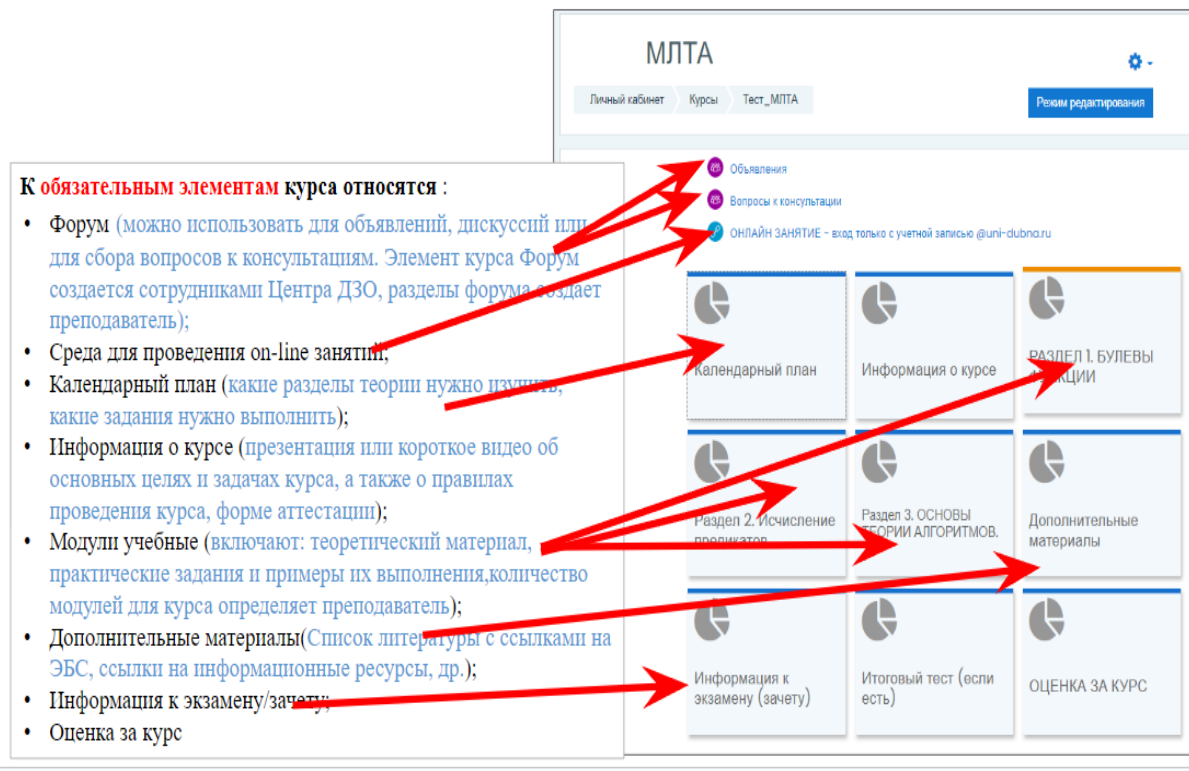 МЛТА
Личный кабинет Курсы Тест_МЛТА
Режим редактирования
К обязательным элементам курса относятся :
• Форум (можно использовать для объявлений, дискуссий или
для сбора вопросов к консультациям. Элемент курса Форум
создается сотрудниками Центра ДЗО, разделы форума создает
преподаватель);
• Среда для проведения on-line занятий;
• Календарный план (какие разделы теории нужно изучить,
какие задания нужно выполнить);
• Информация о курсе (презентация или короткое видео об
основных целях и задачах курса, а также о правилах
проведения курса, форме аттестации);
• Модули учебные (включают: теоретический материал,
практические задания и примеры их выполнения,количество
модулей для курса определяет преподаватель);
• Дополнительные материалы(Список литературы с ссылками на
ЭБС, ссылки на информационные ресурсы, др.);
• Информация к экзамену/зачету;
• Оценка за курс
Объявления
Вопросы к консультации
ОНЛАЙН ЗАНЯТИЕ - вход только с учетной записью @uni-dubna.ru
Календарный план
Информация о курсе
РАЗДЕЛ 1. БУЛЕВЫ
ФУНКЦИИ
Раздел 2. Исчисление
предикатов
Раздел 3. ОСНОВЫ
ТЕОРИИ АЛГОРИТМОВ.
Дополнительные
материалы
Информация к
экзамену (зачету)
Итоговый тест (если
есть)
ОЦЕНКА ЗА КУРС